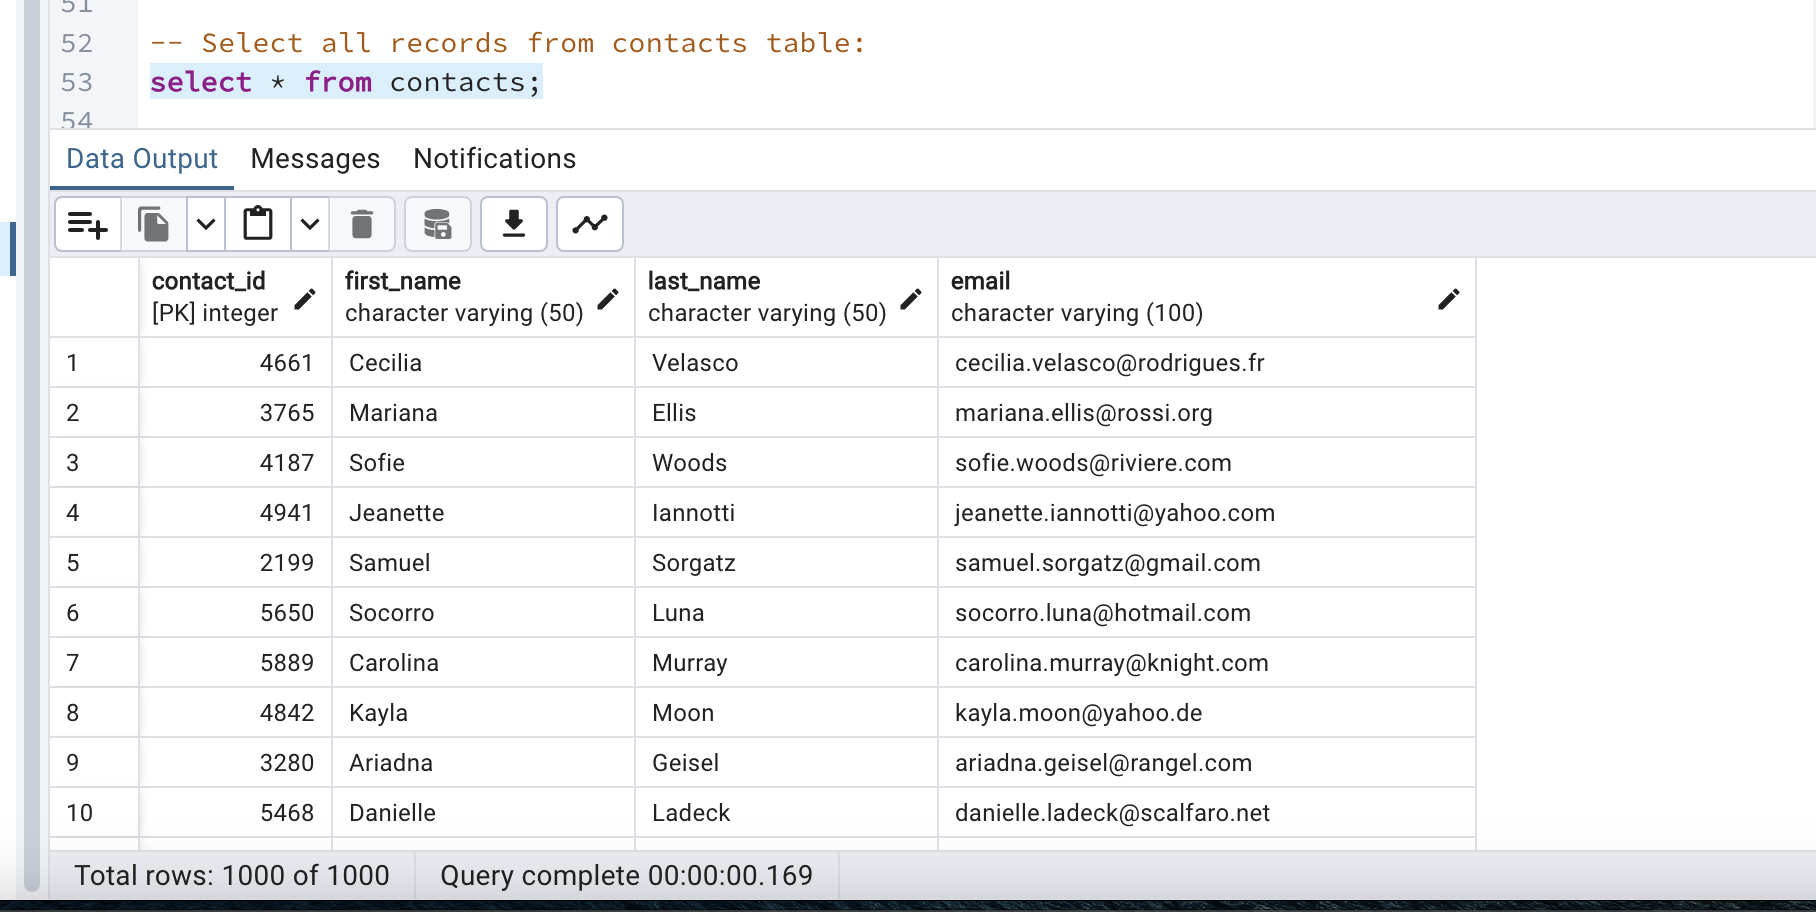 51
52 -- Select all records from contacts table:
53 select * from contacts;
54
Data Output Messages Notifications
contact_id first_name last_name email
[PK] integer character varying (50) character varying (50) character varying (100)
1 4661 Cecilia Velasco cecilia.velasco@rodrigues.fr
2 3765 Mariana Ellis mariana.ellis@rossi.org
3 4187 Sofie Woods sofie.woods@riviere.com
4 4941 Jeanette Iannotti jeanette.iannotti@yahoo.com
5 2199 Samuel Sorgatz samuel.sorgatz@gmail.com
6 5650 Socorro Luna socorro.luna@hotmail.com
7 5889 Carolina Murray carolina.murray@knight.com
8 4842 Kayla Moon kayla.moon@yahoo.de
9 3280 Ariadna Geisel ariadna.geisel@rangel.com
10 5468 Danielle Ladeck danielle.ladeck@scalfaro.net
Total rows: 1000 of 1000 Query complete 00:00:00.169